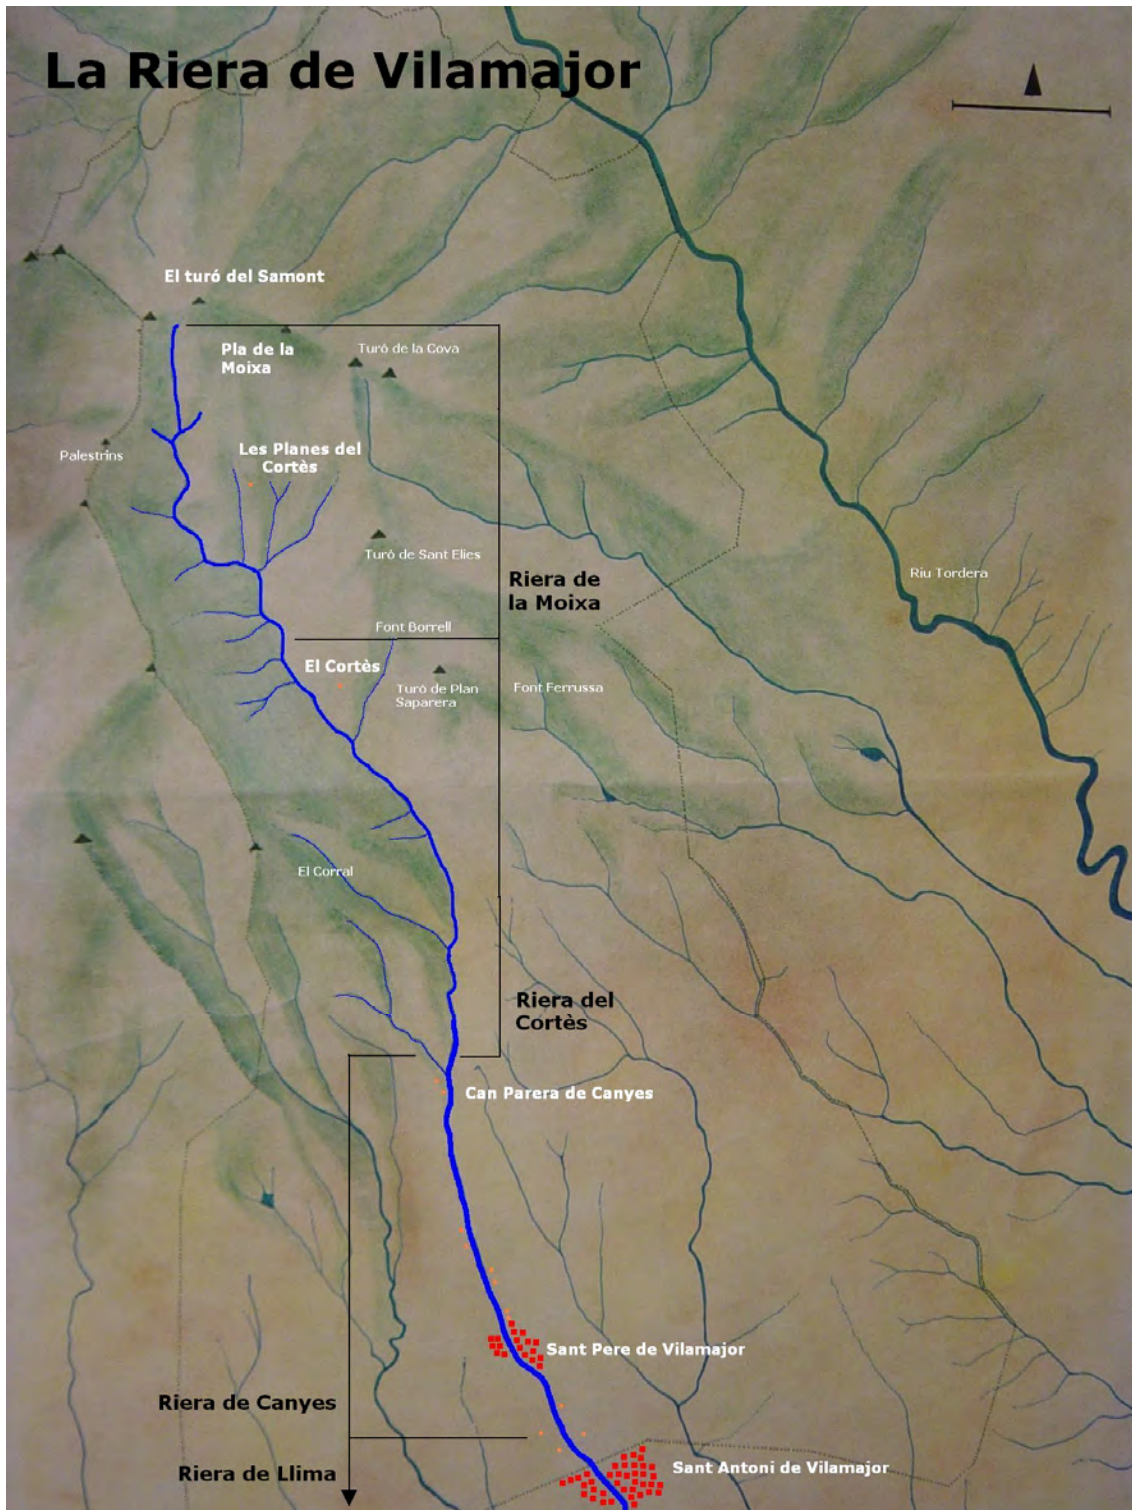 La Riera de Vilamajor
El turó del Samont
Pla de la
Moixa
Turó de la Cova
Palestrins
Les Planes del
Cortès
Turó de Sant Elies
Riera de
la Moixa
Riu Tordera
Font Borrell
El Cortès
Turó de Plan
Saparera
Font Ferrussa
El Corral
Riera del
Cortès
Can Parera de Canyes
Sant Pere de Vilamajor
Riera de Canyes
Riera de Llima
Sant Antoni de Vilamajor